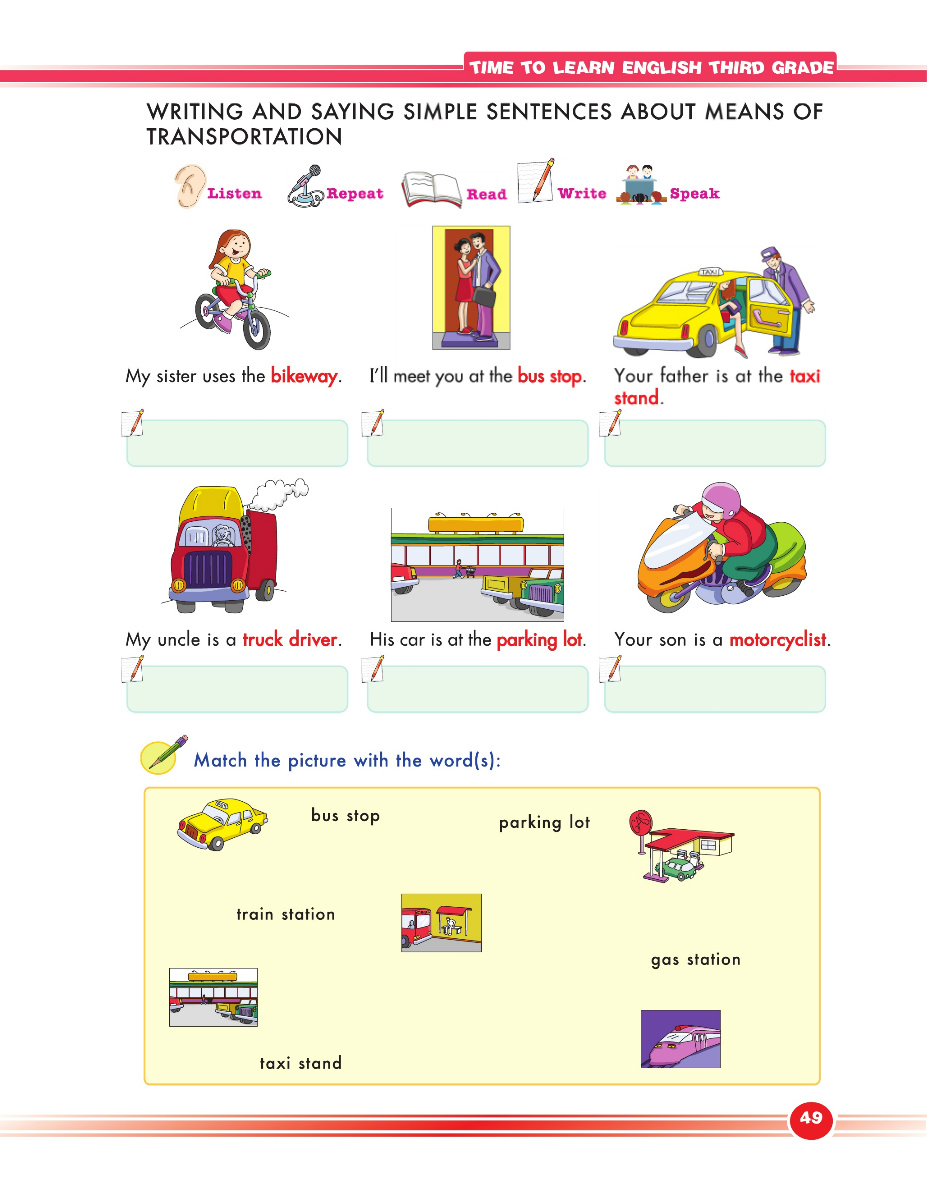 TIME TO LEARN ENGLISH THIRD GRADE
WRITING AND SAYING SIMPLE SENTENCES ABOUT MEANS OF
TRANSPORTATION
Listen Repeat Read Write Speak
TAXI
My sister uses the bikeway. I'll meet you at the bus stop. Your father is at the taxi
stand.
My uncle is a truck driver. His car is at the parking lot. Your son is a motorcyclist.
Match the picture with the word(s):
bus stop
parking lot
train station
gas station
taxi stand
49